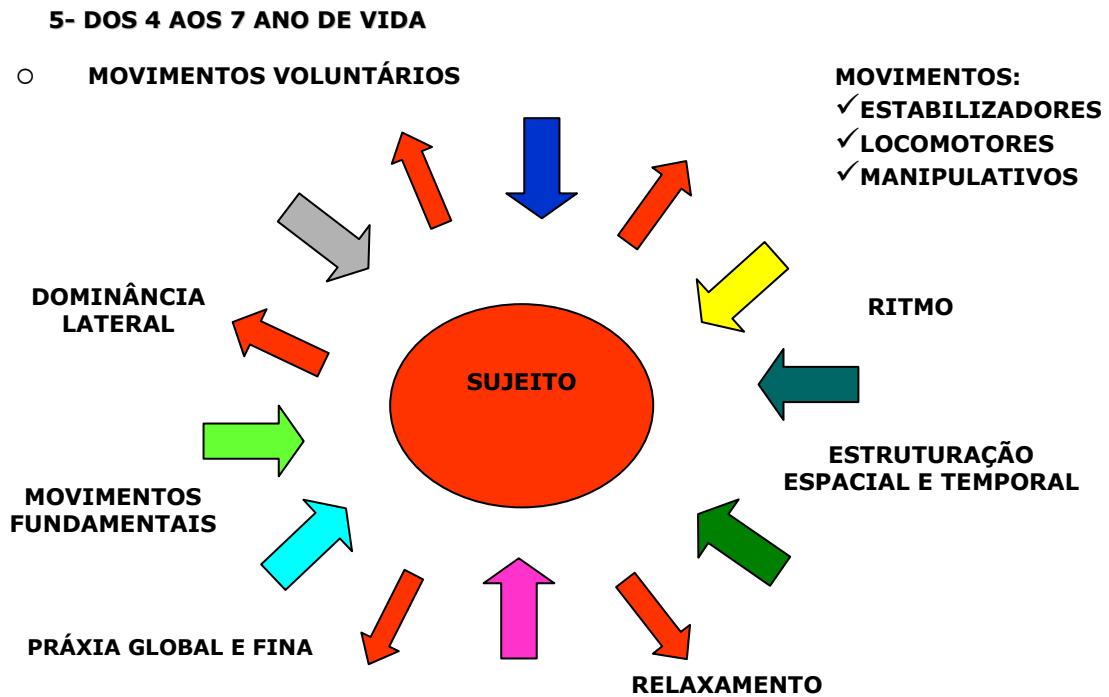 5- DOS 4 AOS 7 ANO DE VIDA
○ MOVIMENTOS VOLUNTÁRIOS
MOVIMENTOS:
✓ESTABILIZADORES
✓LOCOMOTORES
✓MANIPULATIVOS
DOMINÂNCIA
LATERAL
RITMO
SUJEITO
ESTRUTURAÇÃO
ESPACIAL E TEMPORAL
MOVIMENTOS
FUNDAMENTAIS
PRÁXIA GLOBAL E FINA
RELAXAMENTO